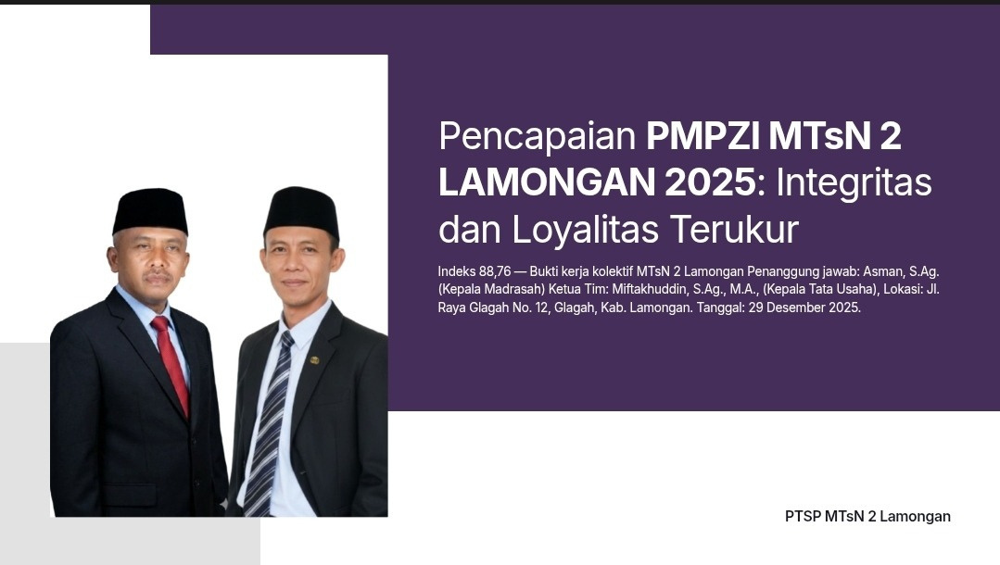 Pencapaian PMPZI MTsN 2
LAMONGAN 2025: Integritas
dan Loyalitas Terukur
Indeks 88,76 — Bukti kerja kolektif MTsN 2 Lamongan Penanggung jawab: Asman, S.Ag.
(Kepala Madrasah) Ketua Tim: Miftakhuddin, S.Ag., M.A., (Kepala Tata Usaha), Lokasi: Jl.
Raya Glagah No. 12, Glagah, Kab. Lamongan. Tanggal: 29 Desember 2025.
PTSP MTsN 2 Lamongan